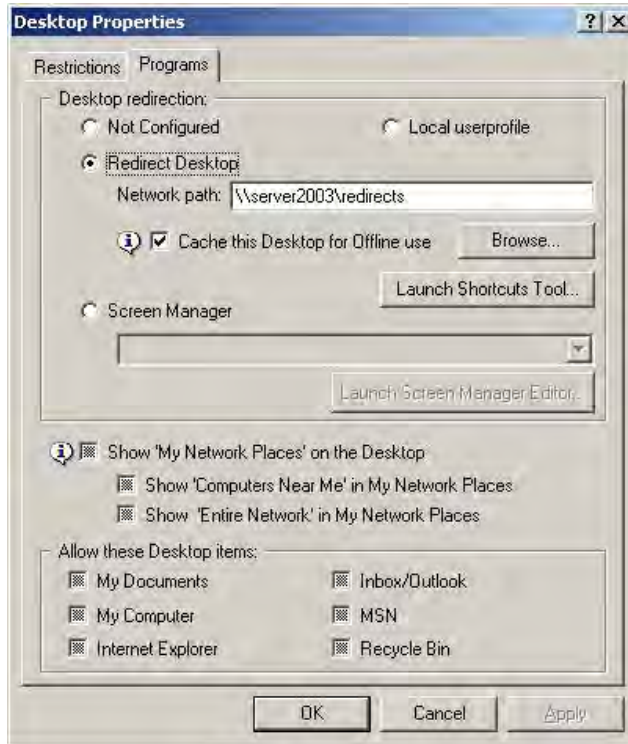 Desktop Properties
Restrictions Programs
Desktop redirection:
Not Configured Local userprofile
Redirect Desktop
Network path: \\server2003\redirects
Cache this Desktop for Offline use Browse...
Launch Shortcuts Tool...
Screen Manager
Launch Screen Manager Editor..
Show 'My Network Places' on the Desktop
Show 'Computers Near Me' in My Network Places
Show 'Entire Network' in My Network Places
Allow these Desktop items:
My Documents Inbox/Outlook
My Computer MSN
Internet Explorer Recycle Bin
OK Cancel Apply